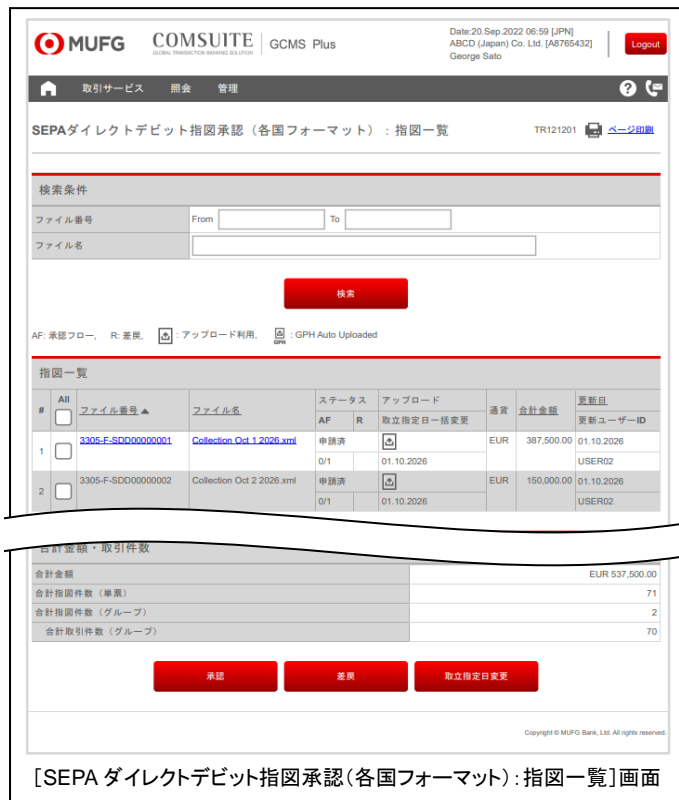 MUFG COMSUITE GCMS Plus
GLOBAL TRANSACTION BANKING SOLUTION
Date:20.Sep.2022 06:59 [JPN]
ABCD (Japan) Co. Ltd. [A8765432]
George Sato
Logout
取引サービス 照会 管理
SEPAダイレクトデビット指図承認（各国フォーマット）：指図一覧 TR121201 ページ印刷
検索条件
ファイル番号 From To
ファイル名
検索
AF: 承認フロー, R: 差戻, : アップロード利用, GPH : GPH Auto Uploaded
指図一覧
# All ファイル番号▲ ファイル名 ステータス アップロード 通貨 合計金額 更新日
AF R 取立指定日一括変更 更新ユーザーID
1 3305-F-SDD00000001 Collection Oct 1 2026.xml 申請済 EUR 387,500.00 01.10.2026
0/1 01.10.2026 USER02
2 3305-F-SDD00000002 Collection Oct 2 2026.xml 申請済 EUR 150,000.00 01.10.2026
0/1 01.10.2026 USER02
合計金額・取引件数
合計金額 EUR 537,500.00
合計指図件数（単票） 71
合計指図件数（グループ） 2
合計取引件数（グループ） 70
承認 差戻 取立指定日変更
Copyright © MUFG Bank, Ltd. All rights reserved.
[SEPA ダイレクトデビット指図承認(各国フォーマット):指図一覧]画面